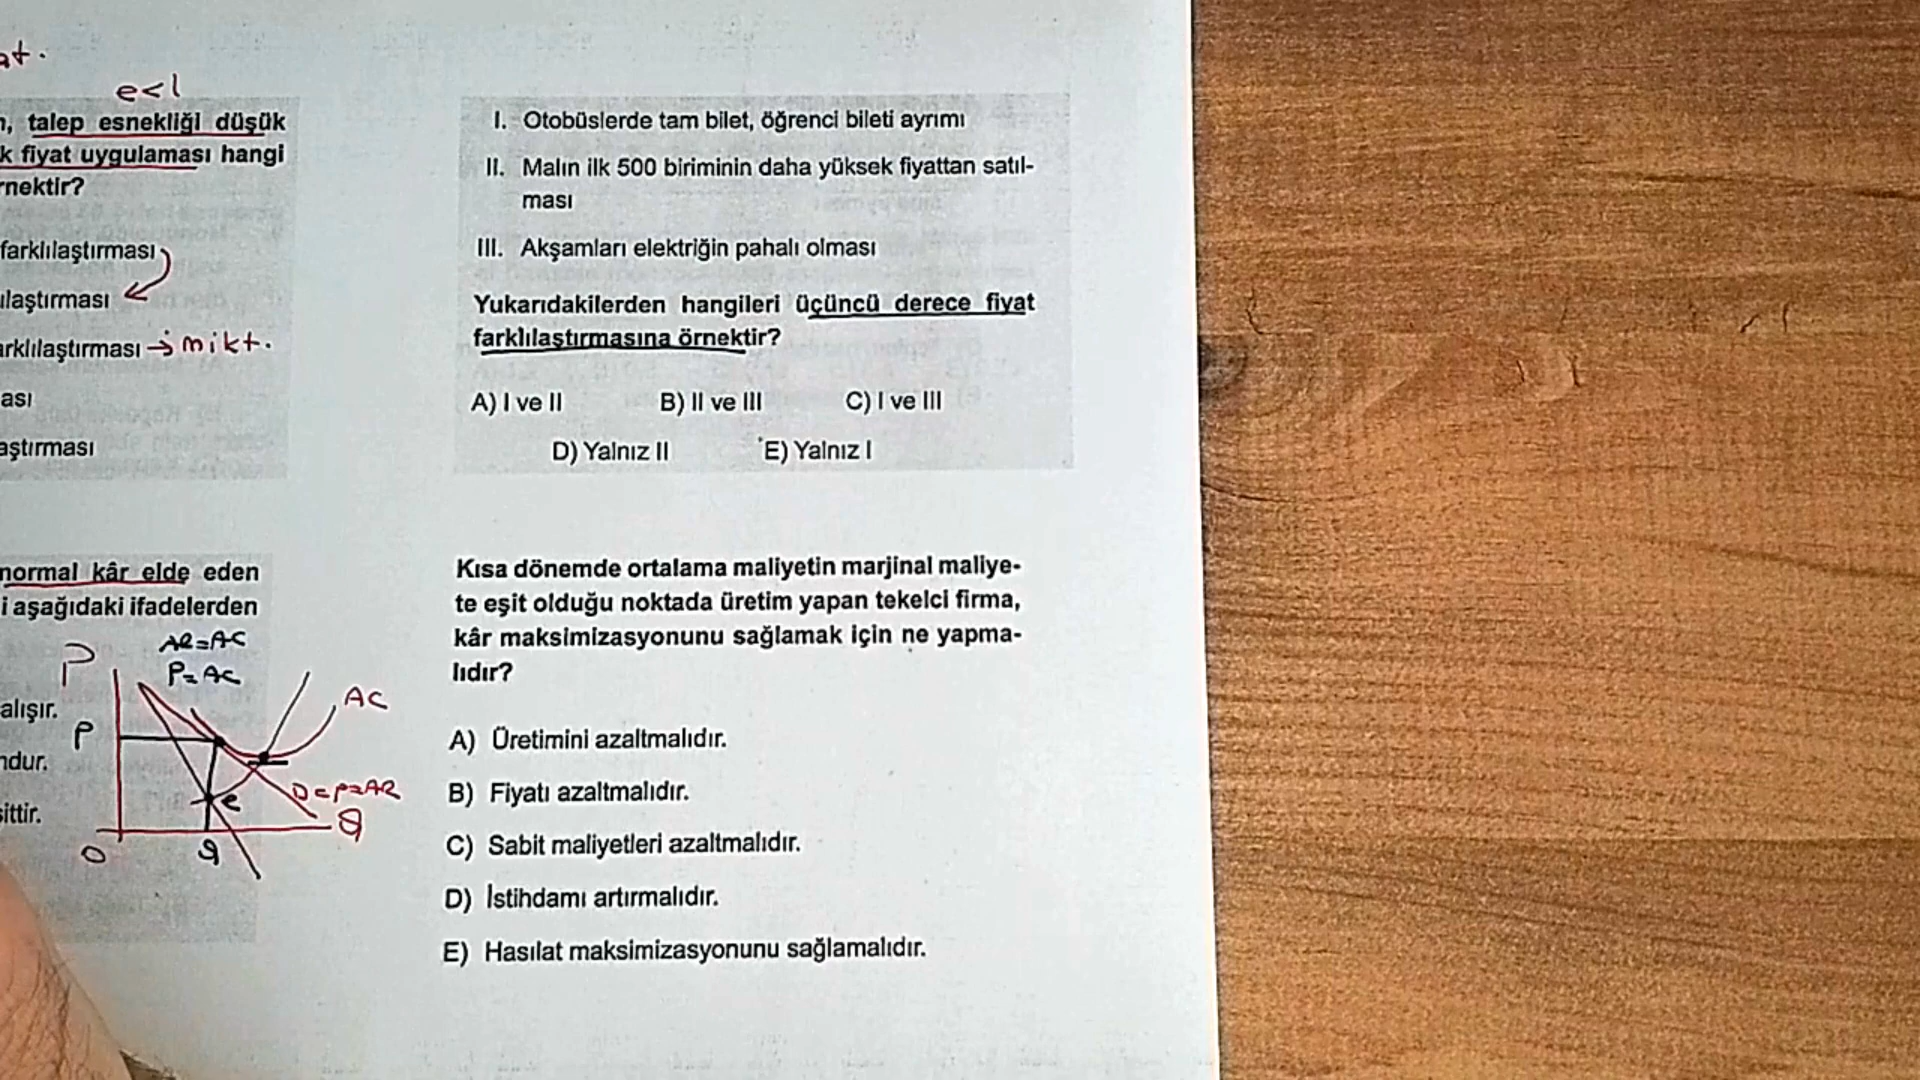 at.
e<1
talep esnekliği düşük
k fiyat uygulaması hangi
rnektir?
farklılaştırması
ılaştırması
arklılaştırması → mikt.
ası
aştırması
normal kâr elde eden
i aşağıdaki ifadelerden
AR=AC
P=AC
P
AC
alışır.
P
ndur.
D=P=AR
e
sittir.
Q
O
q
I. Otobüslerde tam bilet, öğrenci bileti ayrımı
II. Malın ilk 500 biriminin daha yüksek fiyattan satıl-
ması
III. Akşamları elektriğin pahalı olması
Yukarıdakilerden hangileri üçüncü derece fiyat
farklılaştırmasına örnektir?
A) I ve II B) II ve III C) I ve III
D) Yalnız II E) Yalnız I
Kısa dönemde ortalama maliyetin marjinal maliye-
te eşit olduğu noktada üretim yapan tekelci firma,
kâr maksimizasyonunu sağlamak için ne yapma-
lıdır?
A) Üretimini azaltmalıdır.
B) Fiyatı azaltmalıdır.
C) Sabit maliyetleri azaltmalıdır.
D) İstihdamı artırmalıdır.
E) Hasılat maksimizasyonunu sağlamalıdır.